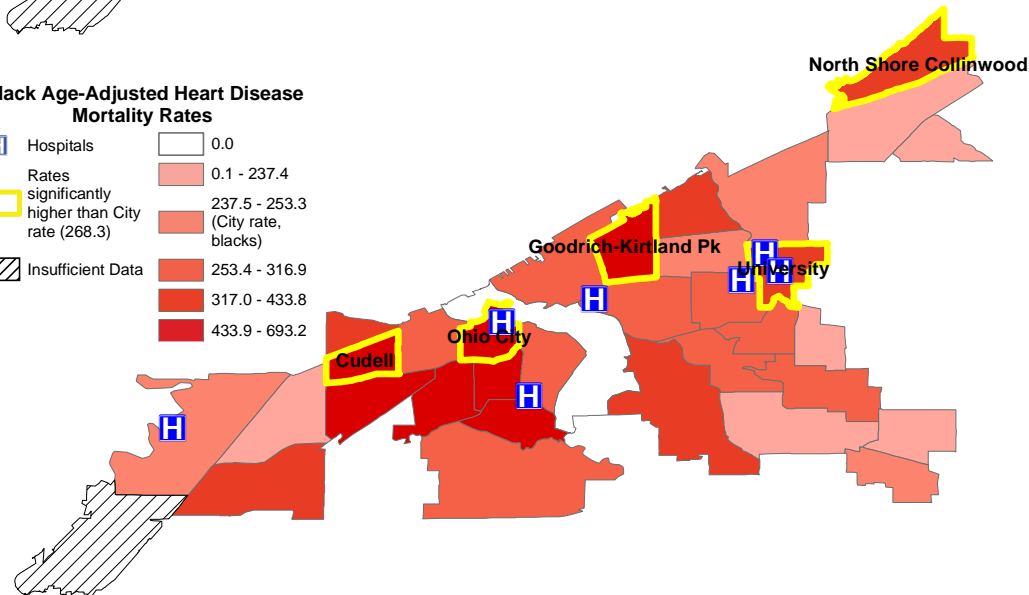 North Shore Collinwood
lack Age-Adjusted Heart Disease
Mortality Rates
H Hospitals
Rates
significantly
higher than City
rate (268.3)
Insufficient Data
0.0
0.1 - 237.4
237.5 - 253.3
(City rate,
blacks)
253.4 - 316.9
317.0 - 433.8
433.9 - 693.2
Goodrich-Kirtland Pk
H
University
H
H
H
H
Ohio City
Cudell
H
H